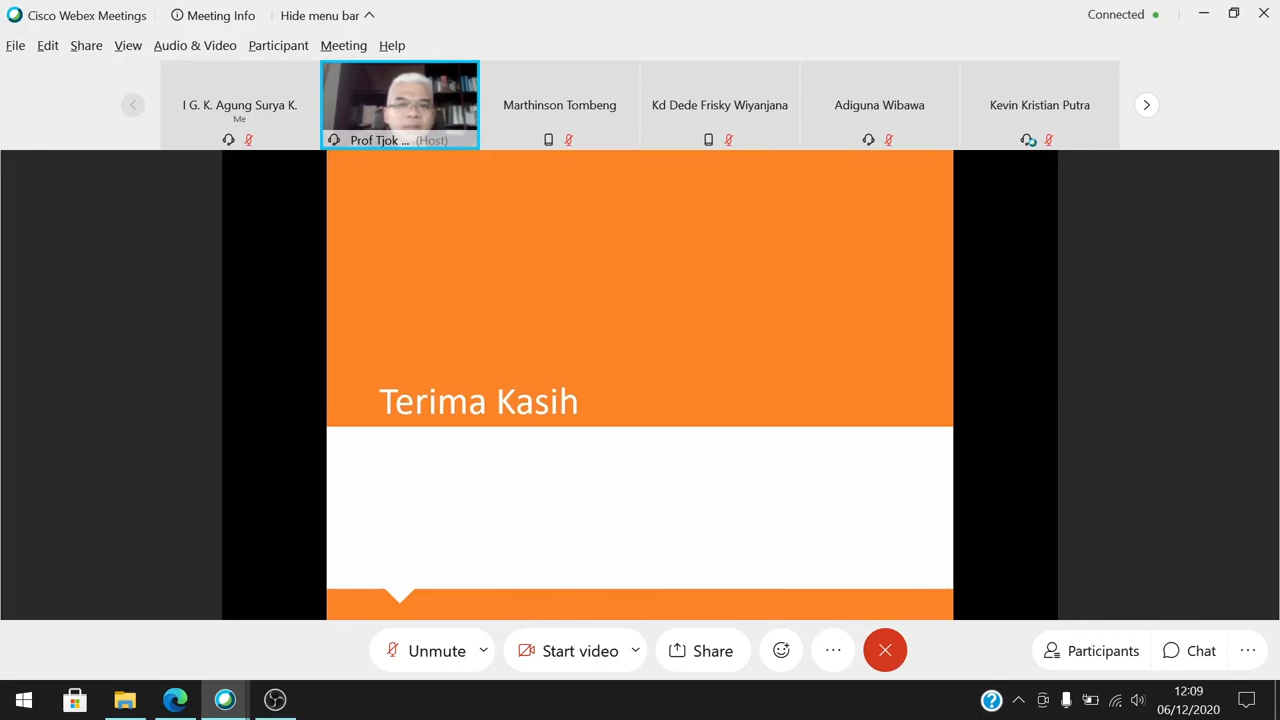 Cisco Webex Meetings
Meeting Info
Hide menu bar
Connected
File Edit Share View Audio & Video Participant Meeting Help
I G. K. Agung Surya K.
Me
Prof Tjok ... (Host)
Marthinson Tombeng
Kd Dede Frisky Wiyanjana
Adiguna Wibawa
Kevin Kristian Putra
Terima Kasih
Unmute
Start video
Share
Participants
Chat
12:09
06/12/2020